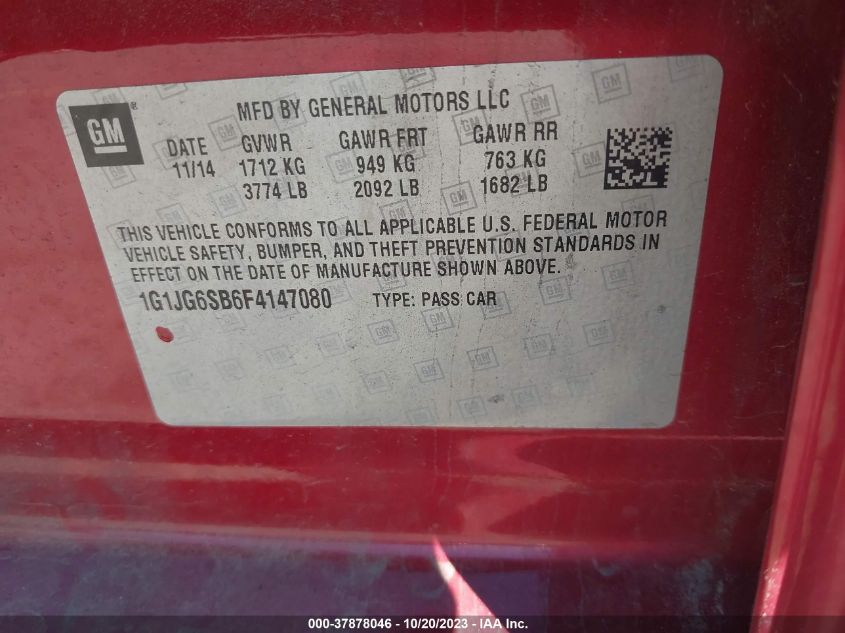 GM ® MFD BY GENERAL MOTORS LLC
DATE GVWR GAWR FRT GAWR RR
11/14 1712 KG 949 KG 763 KG
3774 LB 2092 LB 1682 LB
THIS VEHICLE CONFORMS TO ALL APPLICABLE U.S. FEDERAL MOTOR
VEHICLE SAFETY, BUMPER, AND THEFT PREVENTION STANDARDS IN
EFFECT ON THE DATE OF MANUFACTURE SHOWN ABOVE.
1G1JG6SB6F4147080 TYPE: PASS CAR
000-37878046 - 10/20/2023 - IAA Inc.